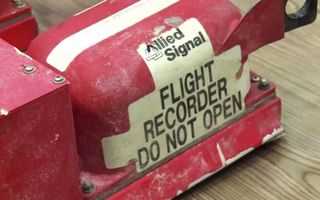 Allied
Signal
FLIGHT
RECORDER
DO NOT OPEN